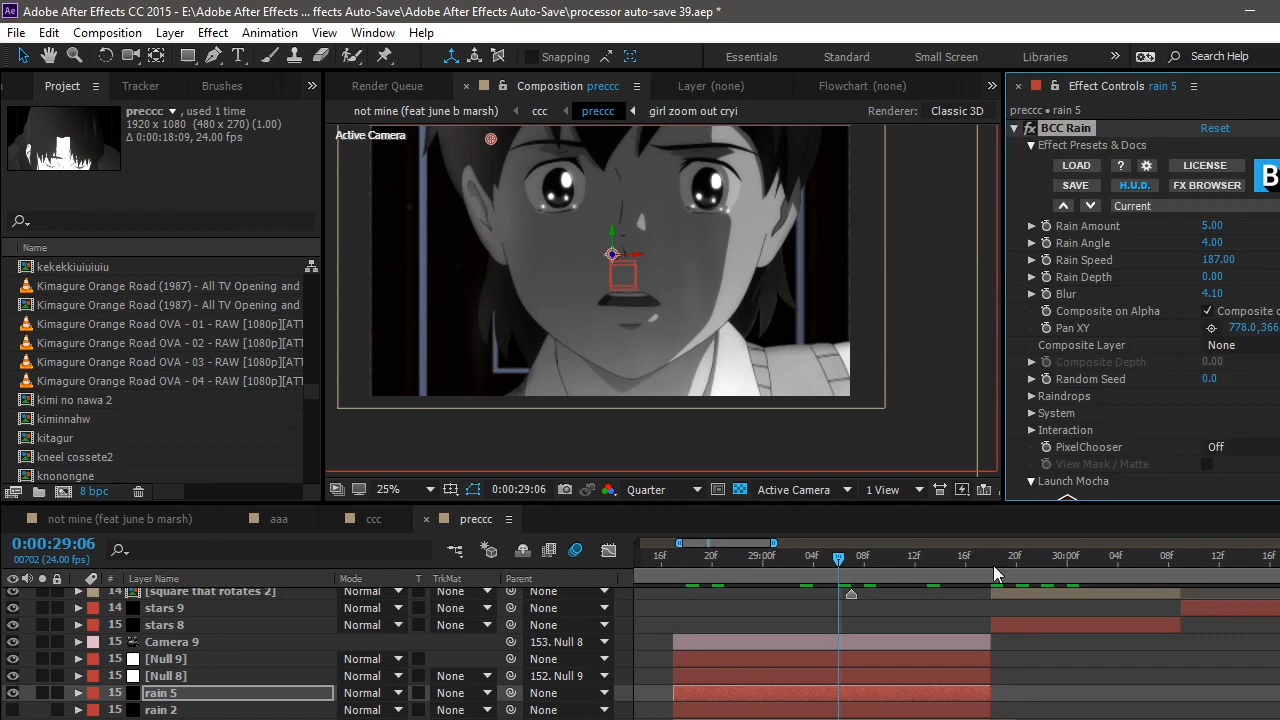 Adobe After Effects CC 2015 - E:\Adobe After Effects ... ffects Auto-Save\Adobe After Effects Auto-Save\processor auto-save 39.aep *
File Edit Composition Layer Effect Animation View Window Help
Snapping Essentials Standard Small Screen Libraries Search Help
Project Tracker Brushes Render Queue Composition preccc Layer (none) Flowchart (none) Effect Controls rain 5
preccc, used 1 time
1920 x 1080 (480 x 270) (1.00)
Δ 0:00:18:09, 24.00 fps
not mine (feat june b marsh) ccc preccc girl zoom out cryi Renderer: Classic 3D
preccc • rain 5
Active Camera
fx BCC Rain Reset
Effect Presets & Docs
LOAD ? LICENSE
SAVE H.U.D. FX BROWSER
Current
Rain Amount 5.00
Rain Angle 4.00
Rain Speed 187.00
Rain Depth 0.00
Blur 4.10
Composite on Alpha Composite o
Pan XY 778.0,366
Composite Layer None
Composite Depth 0.00
Random Seed 0.0
Raindrops
System
Interaction
PixelChooser Off
View Mask / Matte
Launch Mocha
Name
kekekkiuiuiuiu
Kimagure Orange Road (1987) - All TV Opening and
Kimagure Orange Road (1987) - All TV Opening and
Kimagure Orange Road OVA - 01 - RAW [1080p][ATT
Kimagure Orange Road OVA - 02 - RAW [1080p][ATT
Kimagure Orange Road OVA - 03 - RAW [1080p][ATT
Kimagure Orange Road OVA - 04 - RAW [1080p][ATT
kimi no nawa 2
kiminnahw
kitagur
kneel cossete2
knonongne
8 bpc
25% 0:00:29:06 Quarter Active Camera 1 View
not mine (feat june b marsh) aaa ccc preccc
0:00:29:06
00702 (24.00 fps)
16f 20f 29:00f 04f 08f 12f 16f 20f 30:00f 04f 08f 12f 16f
# Layer Name Mode T TrkMat Parent
14 [square that rotates 2] Normal None None
14 stars 9 Normal None None
15 stars 8 Normal None None
15 Camera 9 153. Null 8
15 [Null 9] Normal None
15 [Null 8] Normal None 152. Null 9
15 rain 5 Normal None None
15 rain 2 Normal None None